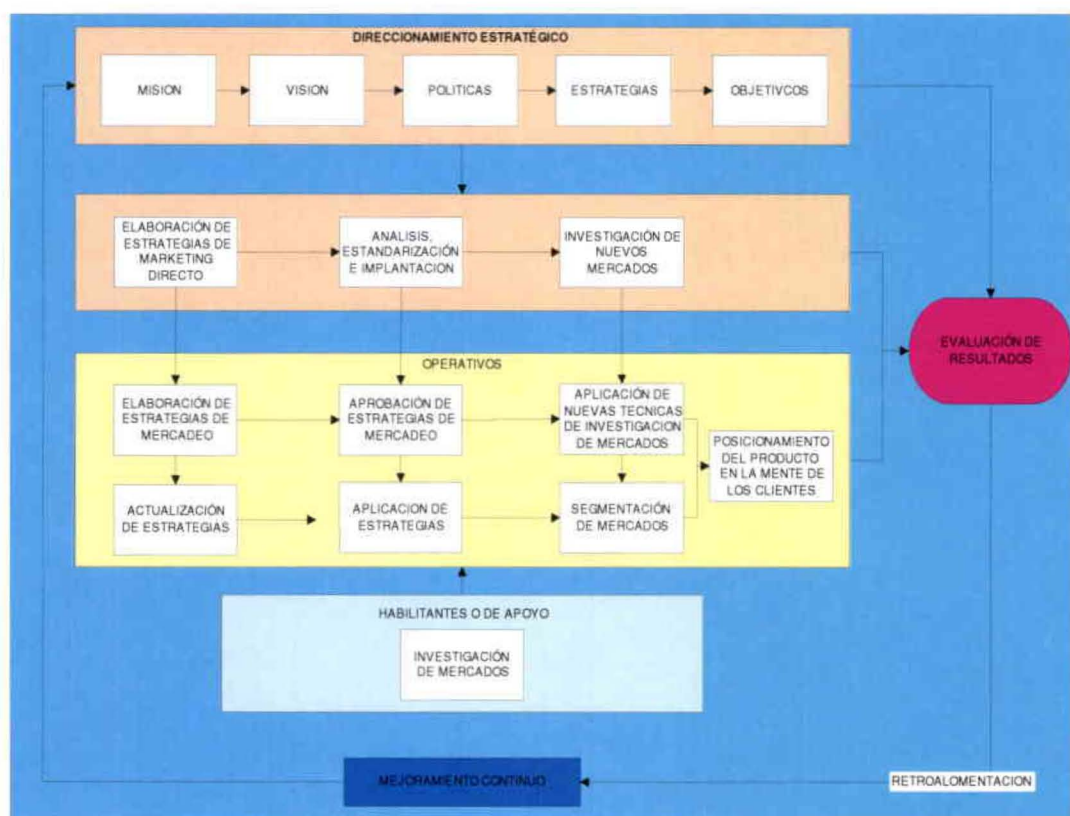 DIRECCIONAMIENTO ESTRATÉGICO
MISION
VISION
POLITICAS
ESTRATEGIAS
OBJETIVCOS
ELABORACIÓN DE
ESTRATEGIAS DE
MARKETING
DIRECTO
ANÁLISIS,
ESTANDARIZACIÓN
E IMPLANTACION
INVESTIGACIÓN DE
NUEVOS
MERCADOS
EVALUACIÓN DE
RESULTADOS
OPERATIVOS
ELABORACIÓN DE
ESTRATEGIAS DE
MERCADEO
APROBACIÓN DE
ESTRATEGIAS DE
MERCADEO
APLICACIÓN DE
NUEVAS TECNICAS
DE INVESTIGACION
DE MERCADOS
POSICIONAMIENTO
DEL PRODUCTO
EN LA MENTE DE
LOS CLIENTES
ACTUALIZACIÓN
DE ESTRATEGIAS
APLICACION DE
ESTRATEGIAS
SEGMENTACIÓN
DE MERCADOS
HABILITANTES O DE APOYO
INVESTIGACIÓN
DE MERCADOS
MEJORAMIENTO CONTINUO
RETROALOMENTACION